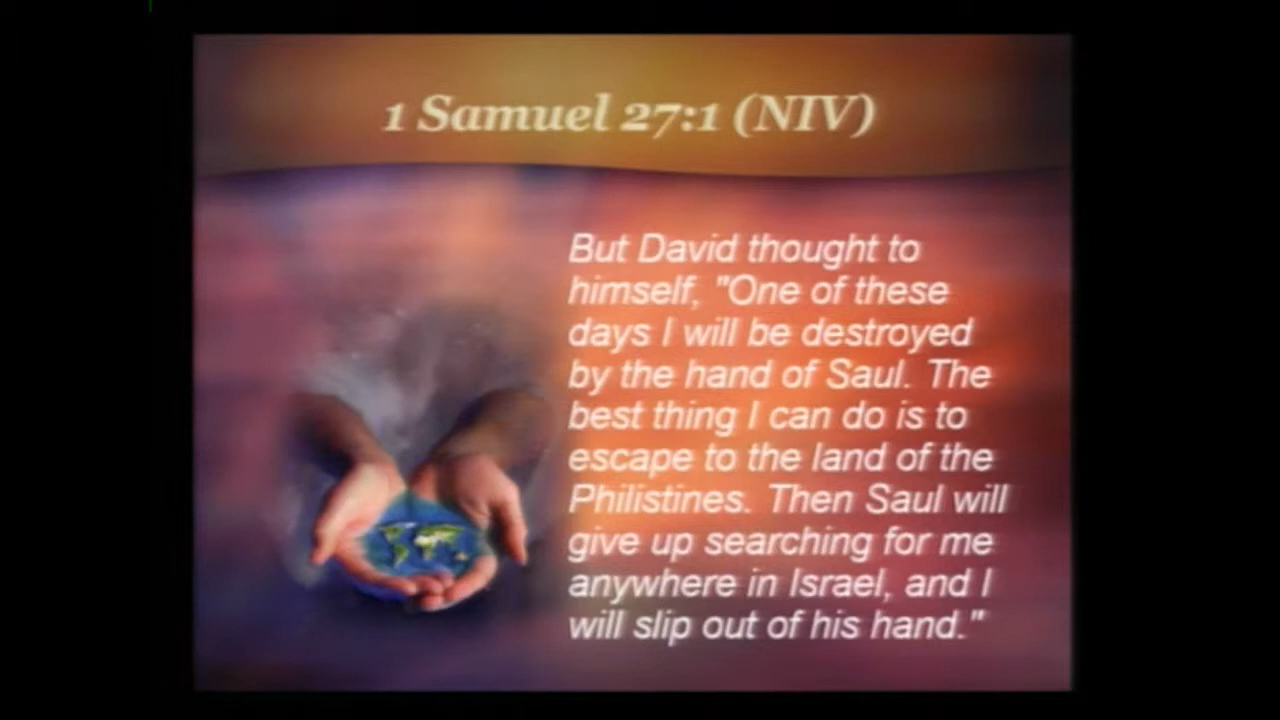 1 Samuel 27:1 (NIV)
But David thought to
himself, "One of these
days I will be destroyed
by the hand of Saul. The
best thing I can do is to
escape to the land of the
Philistines. Then Saul will
give up searching for me
anywhere in Israel, and I
will slip out of his hand."